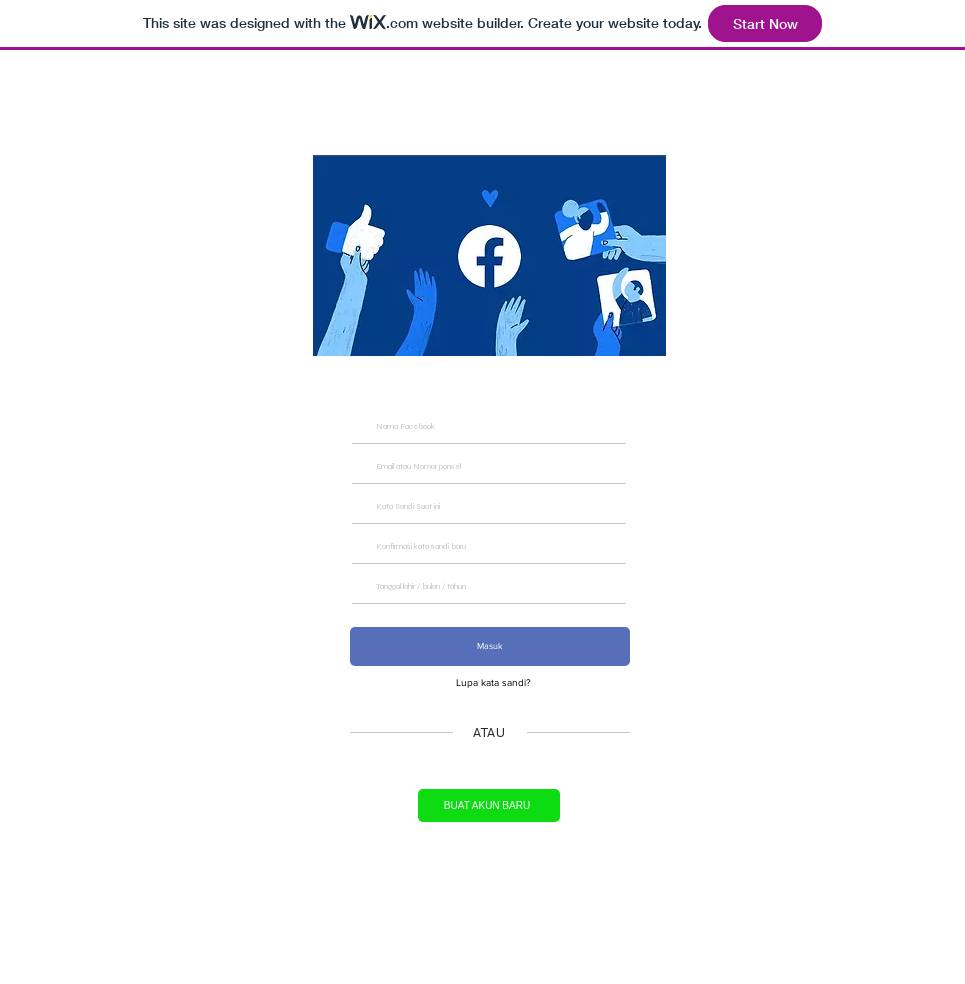 This site was designed with the WiX.com website builder. Create your website today. Start Now
Nama Facebook
Email atau Nomor ponsel
Kata Sandi Saat ini
Konfirmasi kata sandi baru
Tanggal lahir / bulan / tahun
Masuk
Lupa kata sandi?
ATAU
BUAT AKUN BARU